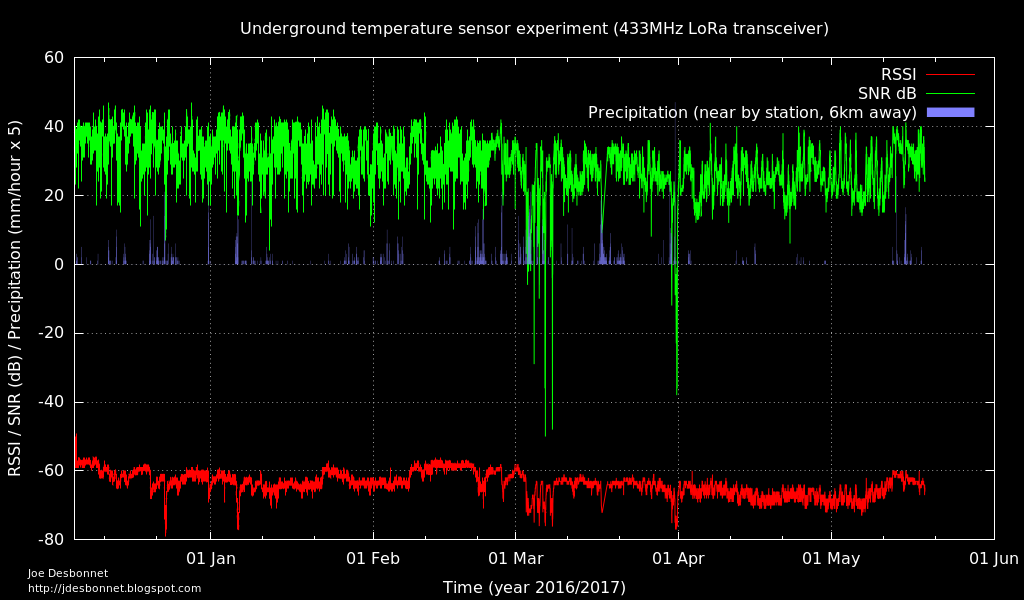 Underground temperature sensor experiment (433MHz LoRa transceiver)
RSSI
SNR dB
Precipitation (near by station, 6km away)
RSSI / SNR (dB) / Precipitation (mm/hour x 5)
60
40
20
0
-20
-40
-60
-80
01 Jan
01 Feb
01 Mar
01 Apr
01 May
01 Jun
Time (year 2016/2017)
Joe Desbonnet
http://jdesbonnet.blogspot.com